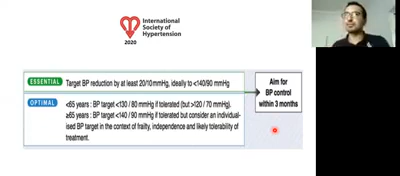 International
Society of
Hypertension
2020
ESSENTIAL Target BP reduction by at least 20/10 mmHg, ideally to <140/90 mmHg
OPTIMAL <65 years : BP target <130 / 80 mmHg if tolerated (but >120 / 70 mmHg).
≥65 years : BP target <140 / 90 mmHg if tolerated but consider an individual-
ised BP target in the context of frailty, independence and likely tolerability of
treatment.
Aim for
BP control
within 3 months